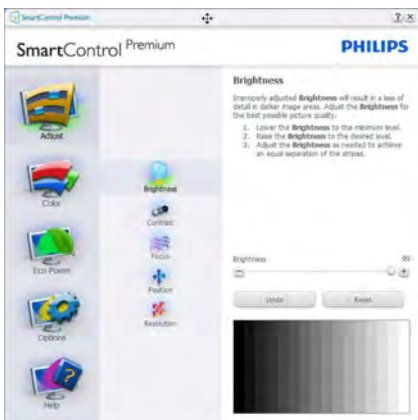 SmartControl Premium
SmartControl Premium
PHILIPS
Adjust
Color
Eco Power
Options
Help
Brightness
Contrast
Focus
Position
Resolution
Brightness
Improperly adjusted Brightness will result in a loss of
detail in darker image areas. Adjust the Brightness for
the best possible picture quality.
1. Lower the Brightness to the minimum level.
2. Raise the Brightness to the desired level.
3. Adjust the Brightness as needed to achieve
an equal separation of the stripes.
Brightness 99
Undo Reset